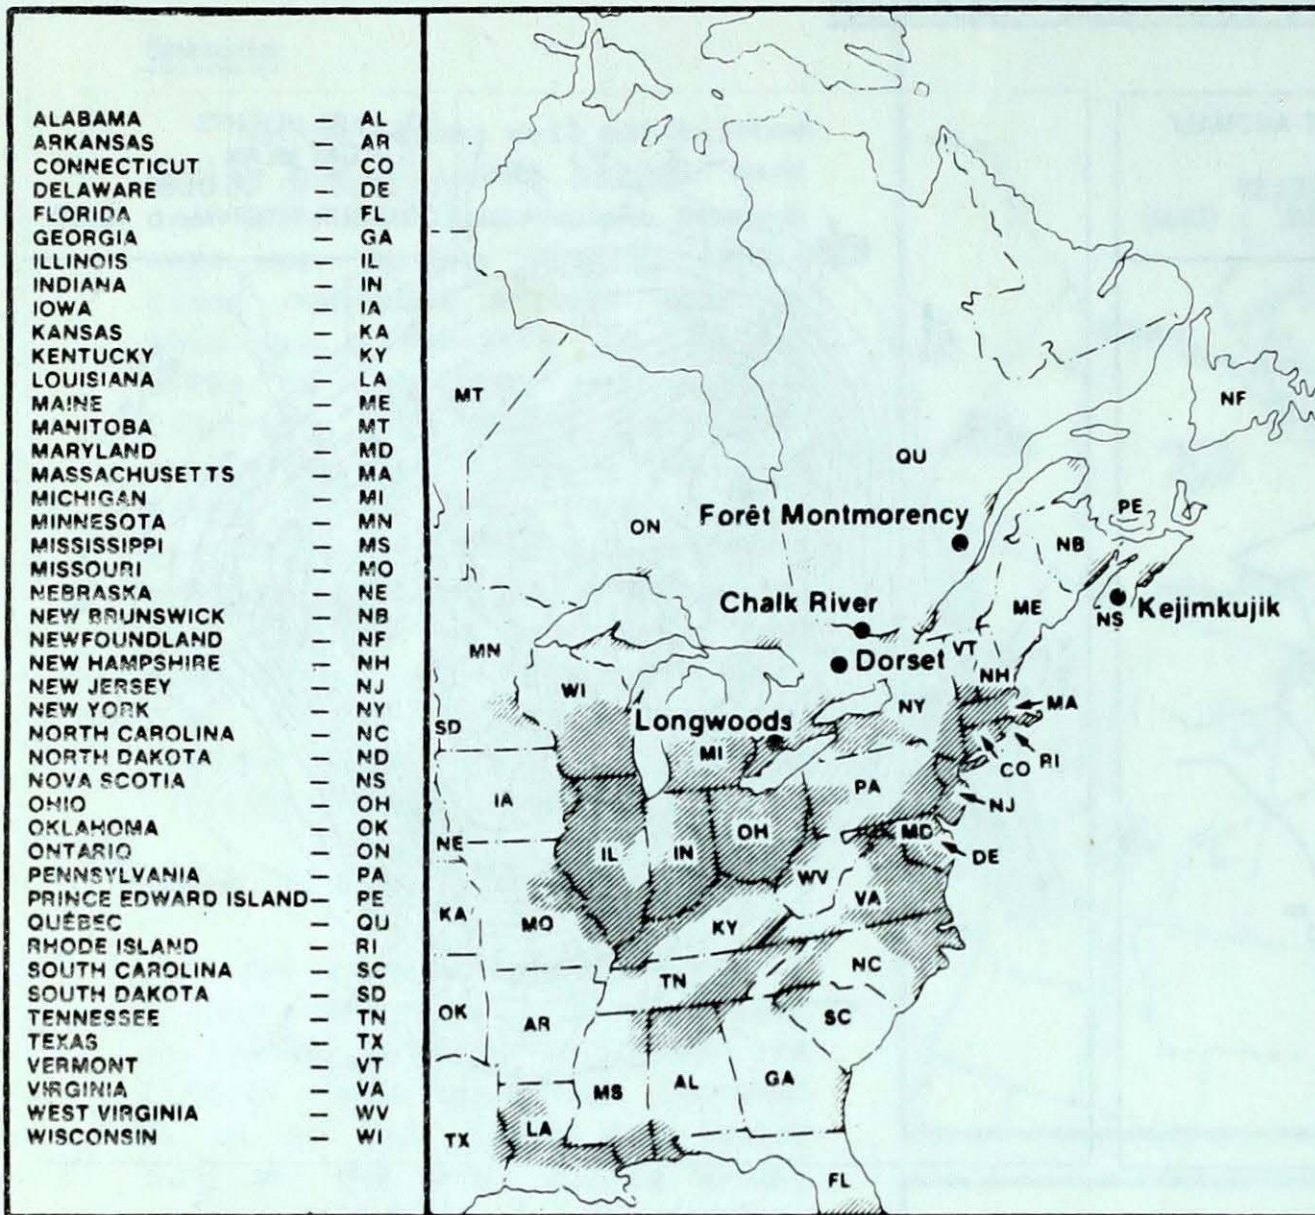 ALABAMA – AL
ARKANSAS – AR
CONNECTICUT – CO
DELAWARE – DE
FLORIDA – FL
GEORGIA – GA
ILLINOIS – IL
INDIANA – IN
IOWA – IA
KANSAS – KA
KENTUCKY – KY
LOUISIANA – LA
MAINE – ME
MANITOBA – MT
MARYLAND – MD
MASSACHUSETTS – MA
MICHIGAN – MI
MINNESOTA – MN
MISSISSIPPI – MS
MISSOURI – MO
NEBRASKA – NE
NEW BRUNSWICK – NB
NEWFOUNDLAND – NF
NEW HAMPSHIRE – NH
NEW JERSEY – NJ
NEW YORK – NY
NORTH CAROLINA – NC
NORTH DAKOTA – ND
NOVA SCOTIA – NS
OHIO – OH
OKLAHOMA – OK
ONTARIO – ON
PENNSYLVANIA – PA
PRINCE EDWARD ISLAND – PE
QUÉBEC – QU
RHODE ISLAND – RI
SOUTH CAROLINA – SC
SOUTH DAKOTA – SD
TENNESSEE – TN
TEXAS – TX
VERMONT – VT
VIRGINIA – VA
WEST VIRGINIA – WV
WISCONSIN – WI
MT
NF
QU
ON
Forêt Montmorency
PE
NB
Chalk River
ME
NS
Kejimkujik
MN
Dorset
VT
NH
WI
NY
MA
SD
Longwoods
MI
CO
RI
IA
PA
NJ
NE
IL
IN
OH
MD
DE
WV
VA
KA
MO
KY
NC
TN
OK
AR
SC
MS
AL
GA
TX
LA
FL